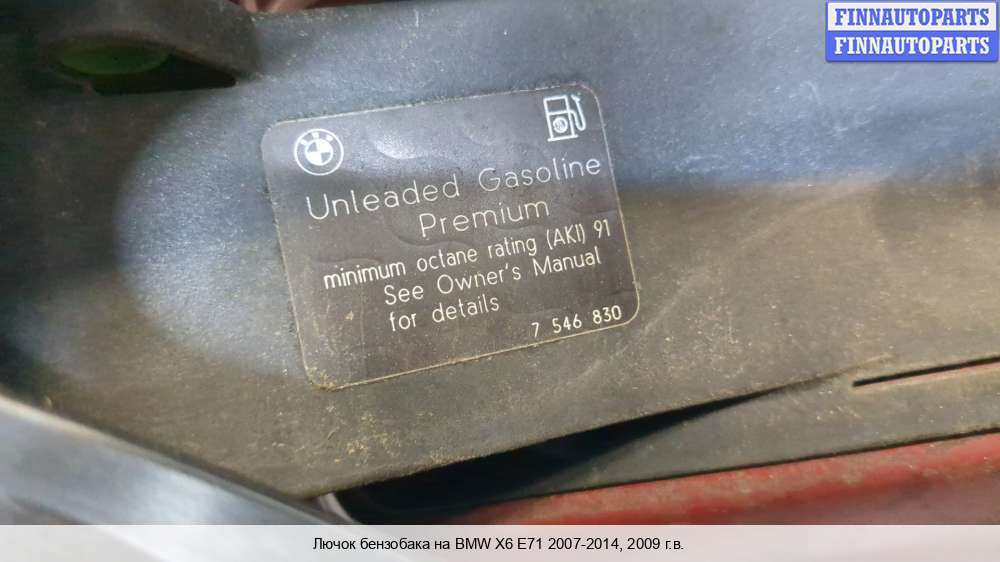 FINNAUTOPARTS
FINNAUTOPARTS
Unleaded Gasoline
Premium
minimum octane rating (AKI) 91
See Owner's Manual
for details
7 546 830
Лючок бензобака на BMW X6 E71 2007-2014, 2009 г.в.